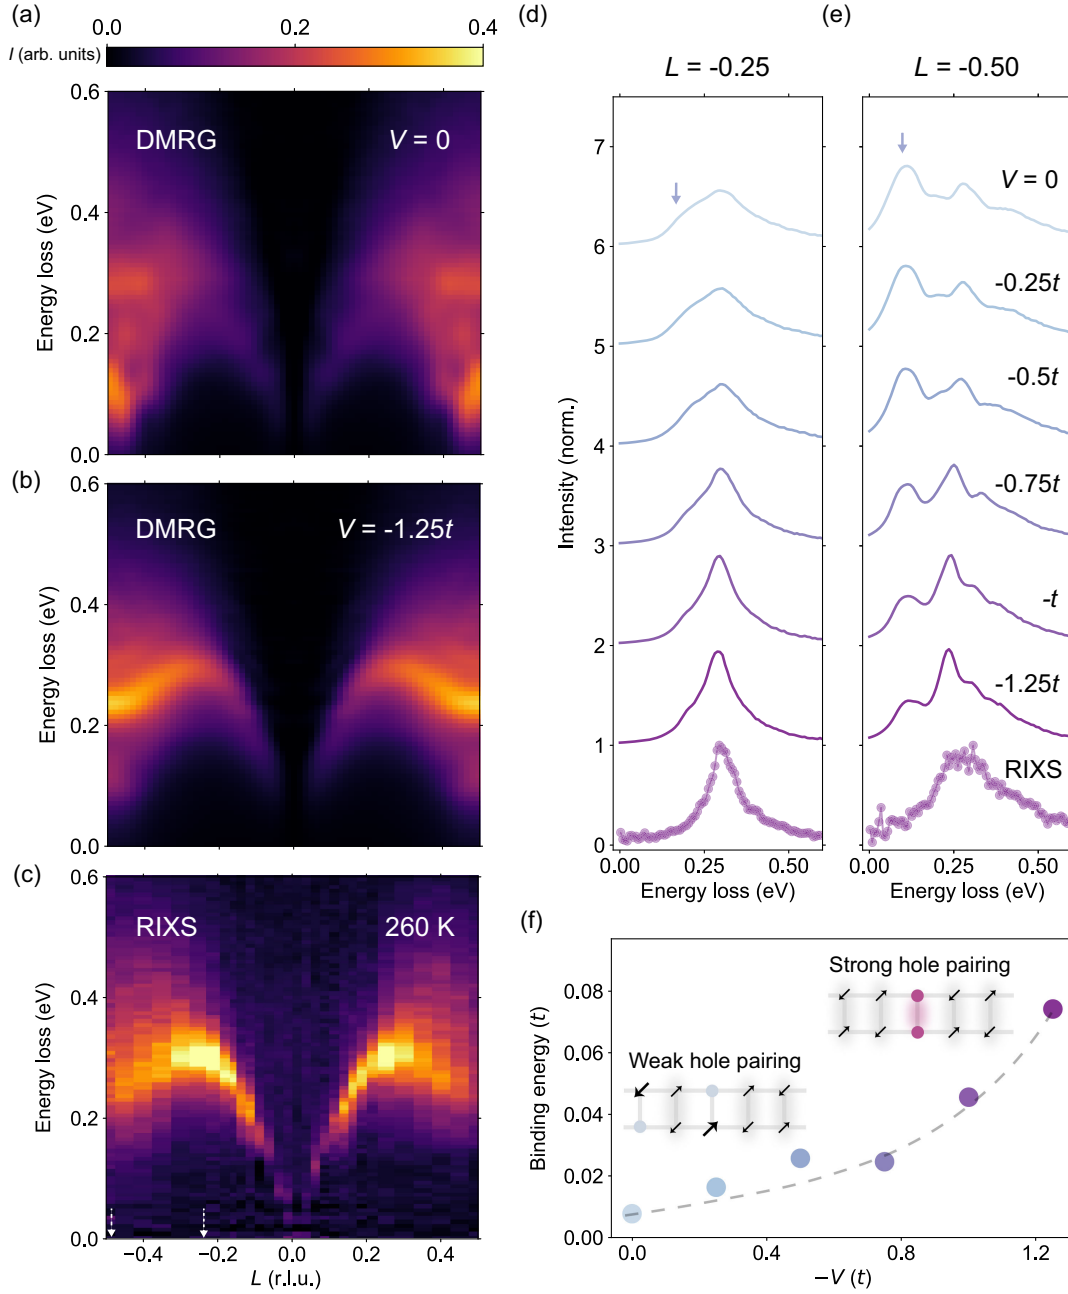 (a)
0.0 0.2 0.4
I (arb. units)
DMRG V = 0
0.6
0.4
0.2
0.0
Energy loss (eV)
(b)
DMRG V = -1.25t
0.6
0.4
0.2
0.0
Energy loss (eV)
(c)
RIXS 260 K
0.6
0.4
0.2
0.0
Energy loss (eV)
−0.4 −0.2 0.0 0.2 0.4
L (r.l.u.)
(d)
L = -0.25
7
6
5
4
3
2
1
0
Intensity (norm.)
0.00 0.25 0.50
Energy loss (eV)
(e)
L = -0.50
V = 0
-0.25t
-0.5t
-0.75t
-t
-1.25t
RIXS
0.00 0.25 0.50
Energy loss (eV)
(f)
Strong hole pairing
Weak hole pairing
0.08
0.06
0.04
0.02
0.00
Binding energy (t)
0.0 0.4 0.8 1.2
−V (t)